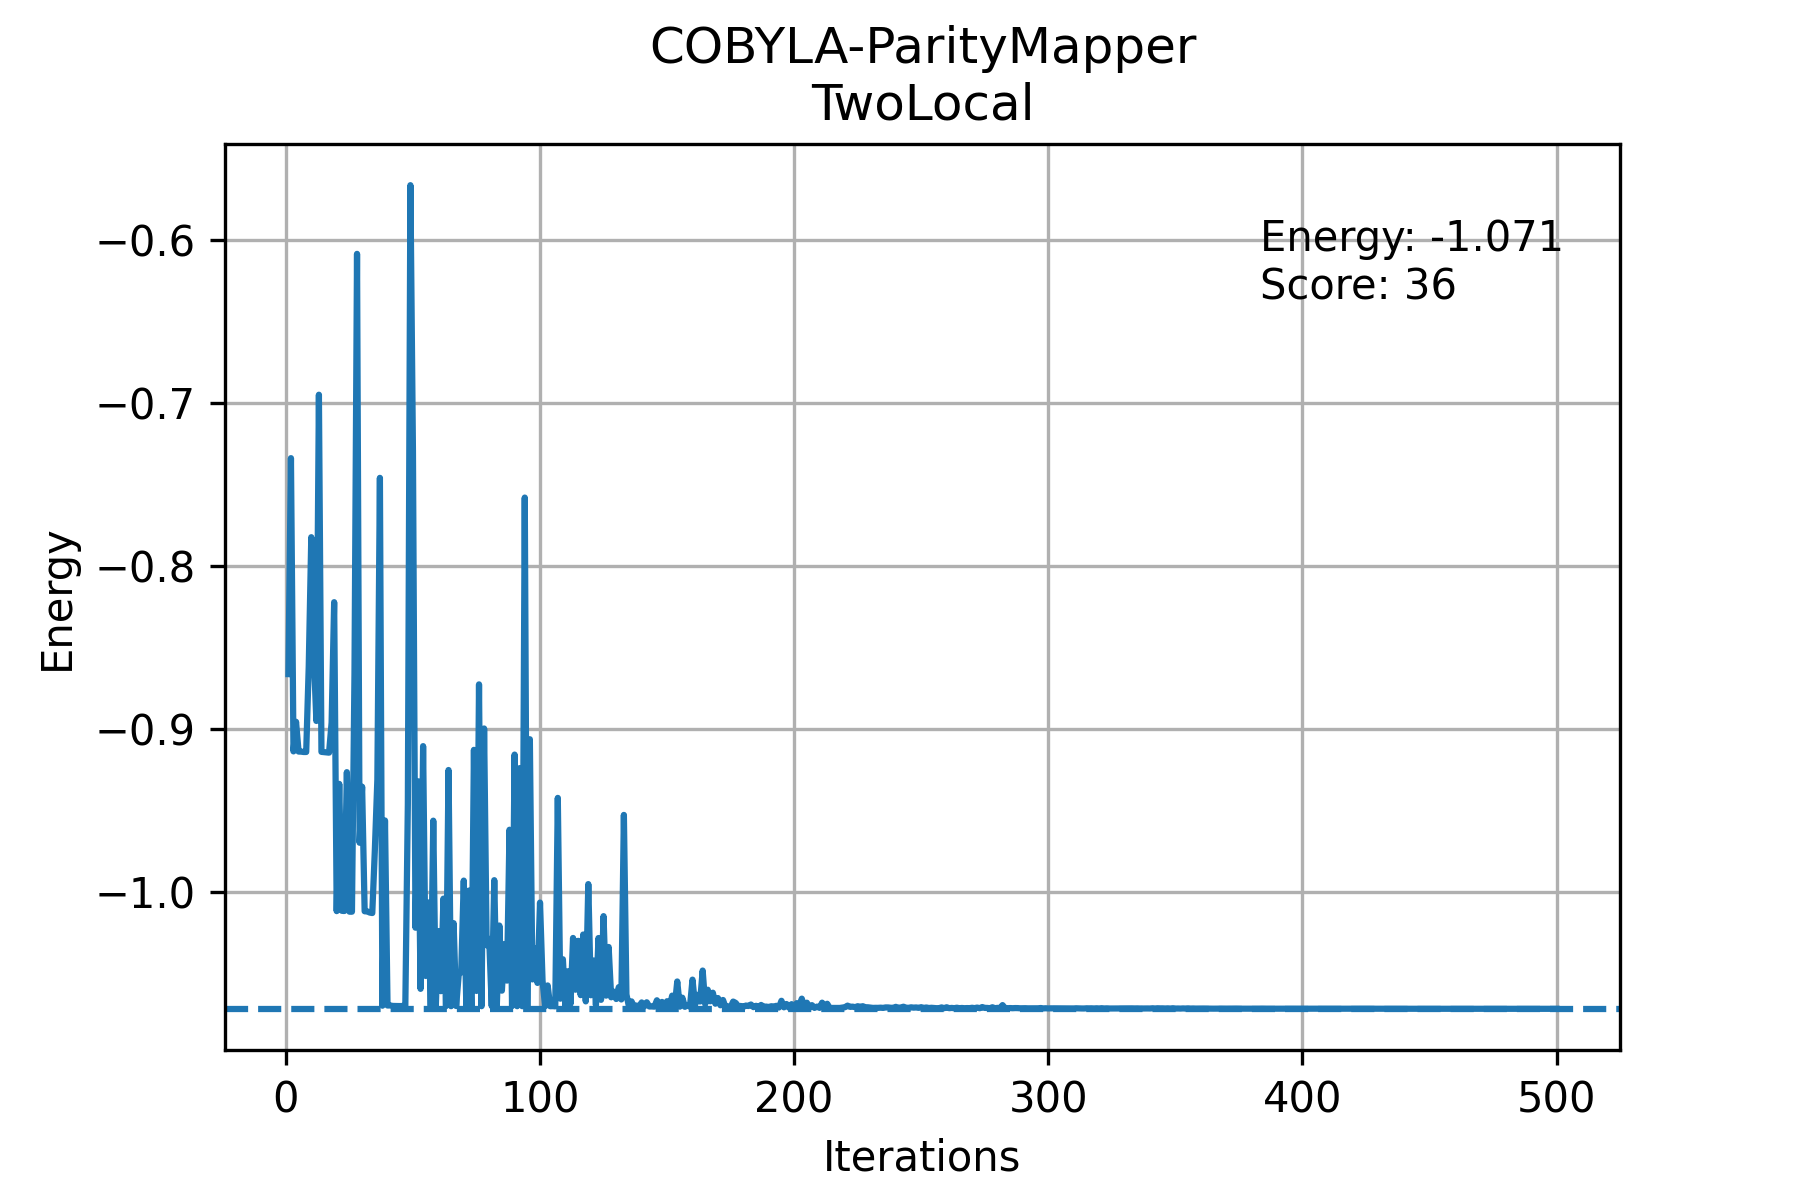 COBYLA-ParityMapper
TwoLocal
Energy: -1.071
Score: 36
−0.6
−0.7
−0.8
−0.9
−1.0
Energy
0 100 200 300 400 500
Iterations